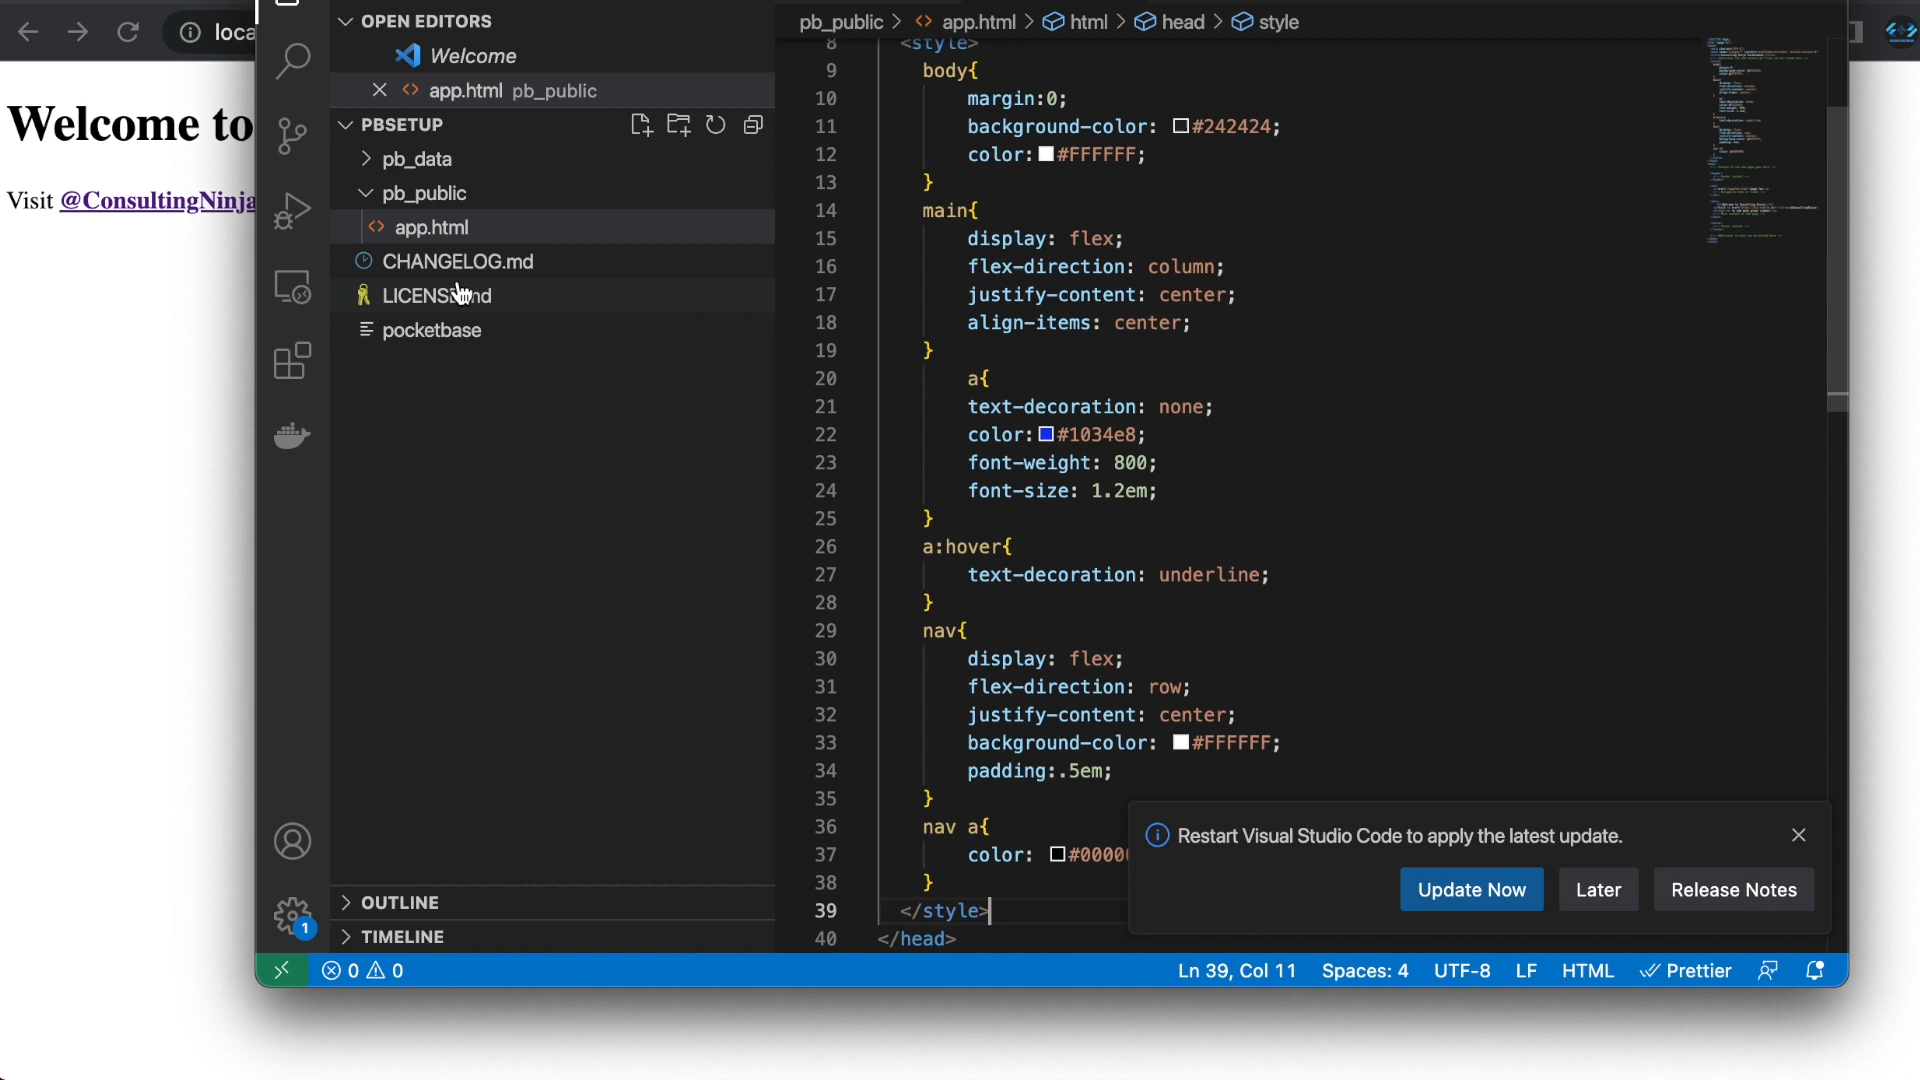 loca
Welcome to
Visit @ConsultingNinja
OPEN EDITORS
Welcome
app.html pb_public
PBSETUP
pb_data
pb_public
app.html
CHANGELOG.md
pocketbase
OUTLINE
TIMELINE
pb_public > app.html > html > head > style
8 <style>
9 body{
10 margin:0;
11 background-color: #242424;
12 color: #FFFFFF;
13 }
14 main{
15 display: flex;
16 flex-direction: column;
17 justify-content: center;
18 align-items: center;
19 }
20 a{
21 text-decoration: none;
22 color: #1034e8;
23 font-weight: 800;
24 font-size: 1.2em;
25 }
26 a:hover{
27 text-decoration: underline;
28 }
29 nav{
30 display: flex;
31 flex-direction: row;
32 justify-content: center;
33 background-color: #FFFFFF;
34 padding:.5em;
35 }
36 nav a{
37 color: #0000
38 }
39 </style>
40 </head>
Restart Visual Studio Code to apply the latest update.
Update Now Later Release Notes
1
0 0
Ln 39, Col 11 Spaces: 4 UTF-8 LF HTML Prettier